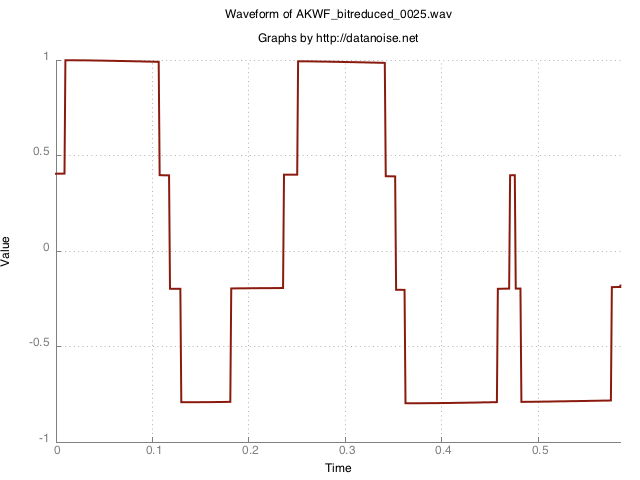 Waveform of AKWF_bitreduced_0025.wav
Graphs by http://datanoise.net
1
0.5
0
-0.5
-1
Value
0 0.1 0.2 0.3 0.4 0.5
Time